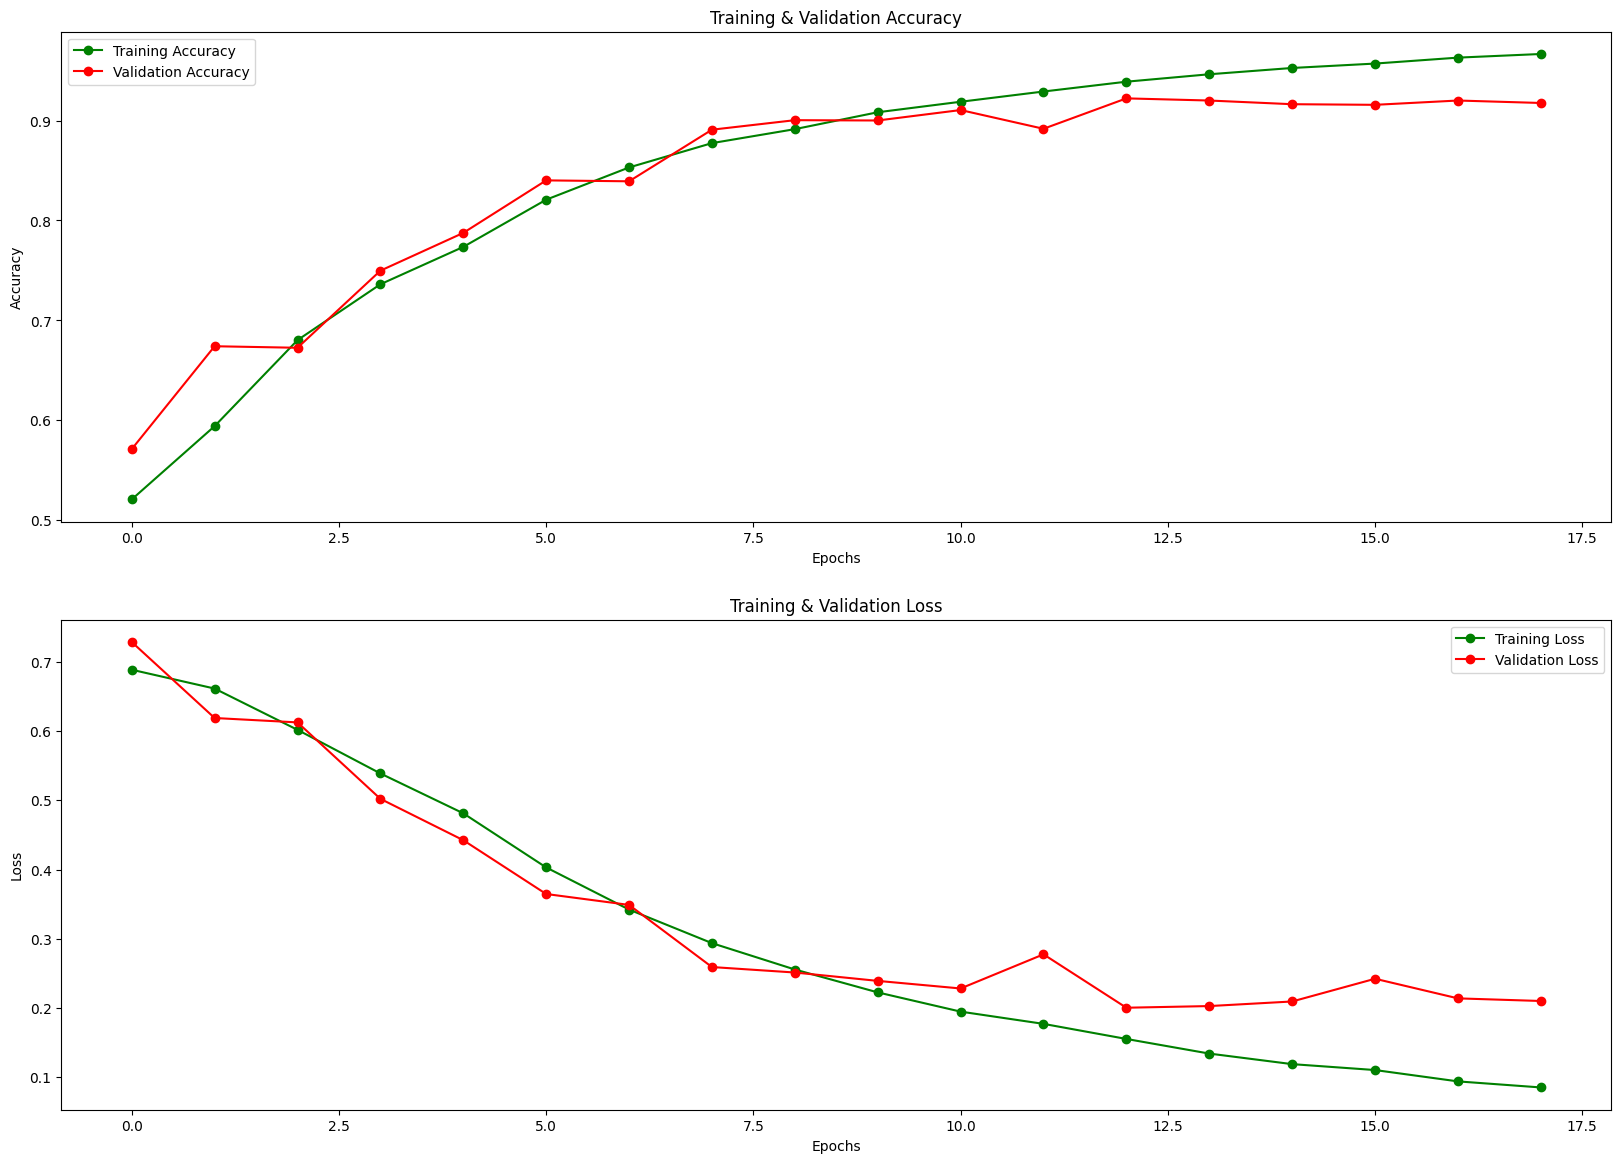 Training & Validation Accuracy
Training Accuracy
Validation Accuracy
0.9
0.8
0.7
0.6
0.5
Accuracy
0.0 2.5 5.0 7.5 10.0 12.5 15.0 17.5
Epochs
Training & Validation Loss
Training Loss
Validation Loss
0.7
0.6
0.5
0.4
0.3
0.2
0.1
Loss
0.0 2.5 5.0 7.5 10.0 12.5 15.0 17.5
Epochs